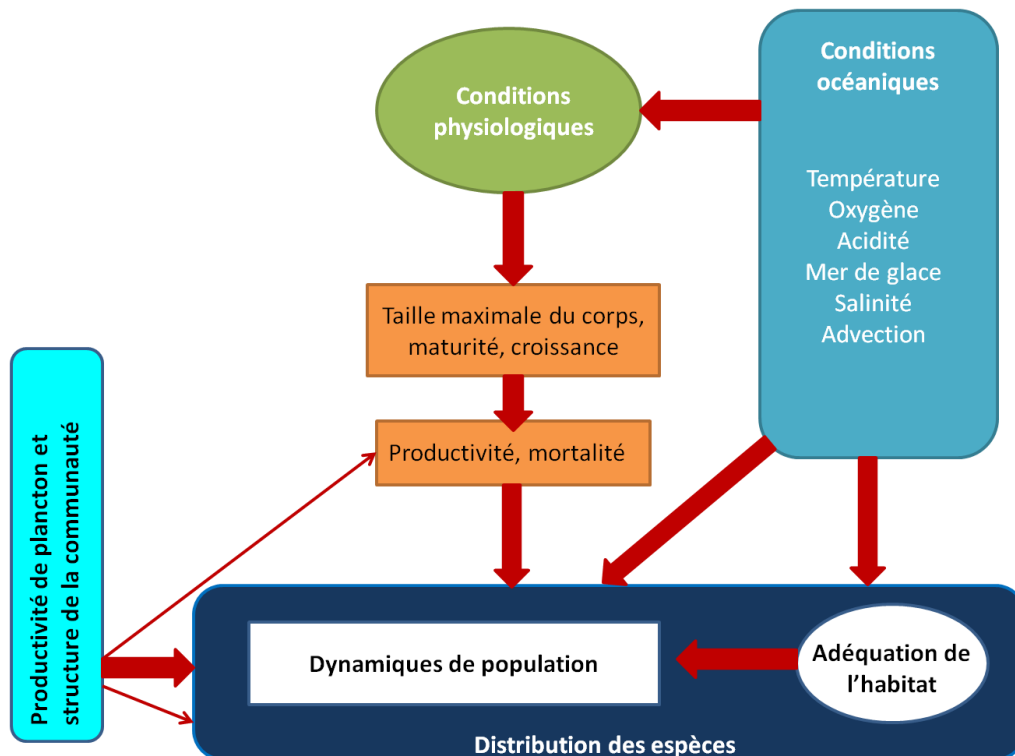 Conditions
océaniques
Température
Oxygène
Acidité
Mer de glace
Salinité
Advection
Conditions
physiologiques
Taille maximale du corps,
maturité, croissance
Productivité, mortalité
Productivité de plancton et
structure de la communauté
Dynamiques de population
Adéquation de
l’habitat
Distribution des espèces